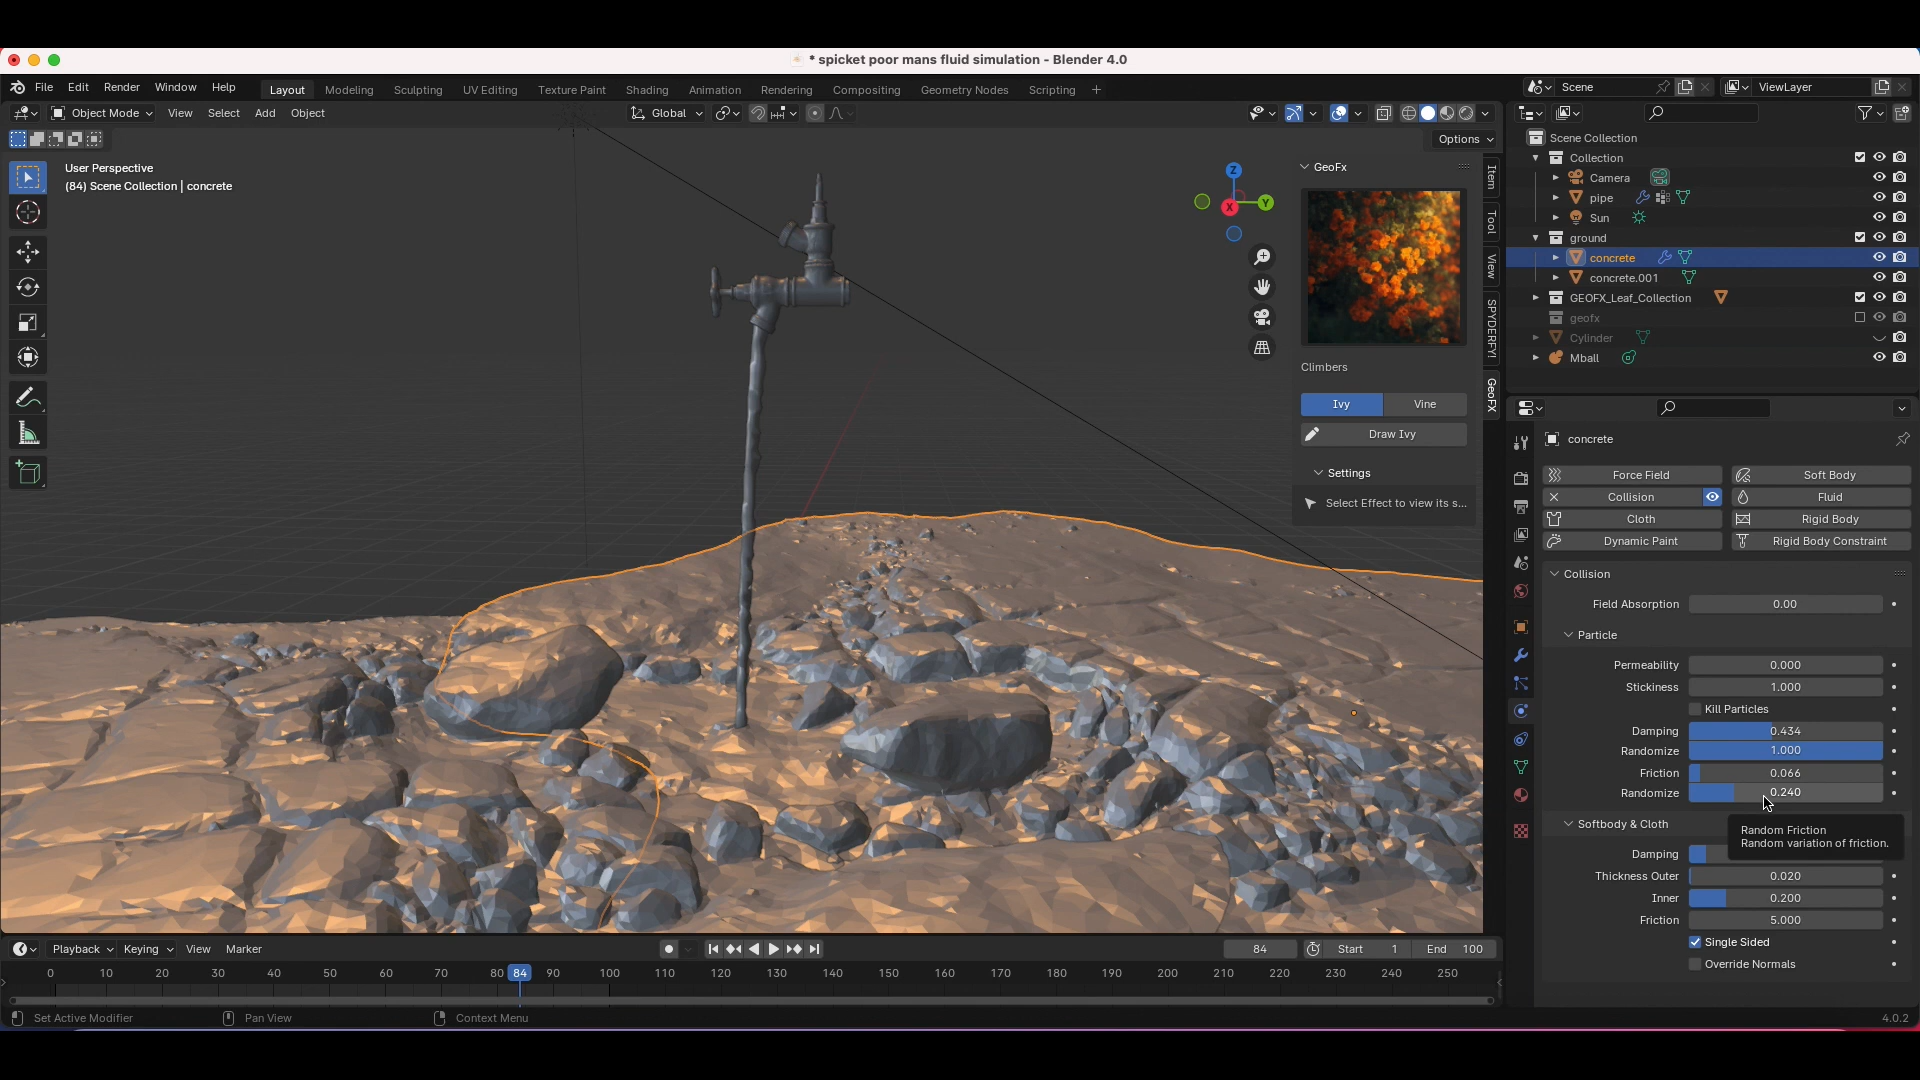 * spicket poor mans fluid simulation - Blender 4.0
File Edit Render Window Help
Layout Modeling Sculpting UV Editing Texture Paint Shading Animation Rendering Compositing Geometry Nodes Scripting +
Scene
ViewLayer
Object Mode View Select Add Object
Global
Options
User Perspective
(84) Scene Collection | concrete
Z
Y
X
GeoFx
Climbers
Ivy Vine
Draw Ivy
Settings
Select Effect to view its s...
Item
Tool
View
SPYDERFY!
GeoFX
Scene Collection
Collection
Camera
pipe
Sun
ground
concrete
concrete.001
GEOFX_Leaf_Collection
geofx
Cylinder
Mball
concrete
Force Field Soft Body
Collision Fluid
Cloth Rigid Body
Dynamic Paint Rigid Body Constraint
Collision
Field Absorption 0.00
Particle
Permeability 0.000
Stickiness 1.000
Kill Particles
Damping 0.434
Randomize 1.000
Friction 0.066
Randomize 0.240
Softbody & Cloth
Random Friction
Random variation of friction.
Damping
Thickness Outer 0.020
Inner 0.200
Friction 5.000
Single Sided
Override Normals
Playback Keying View Marker
84 Start 1 End 100
0 10 20 30 40 50 60 70 80 84 90 100 110 120 130 140 150 160 170 180 190 200 210 220 230 240 250
Set Active Modifier Pan View Context Menu
4.0.2